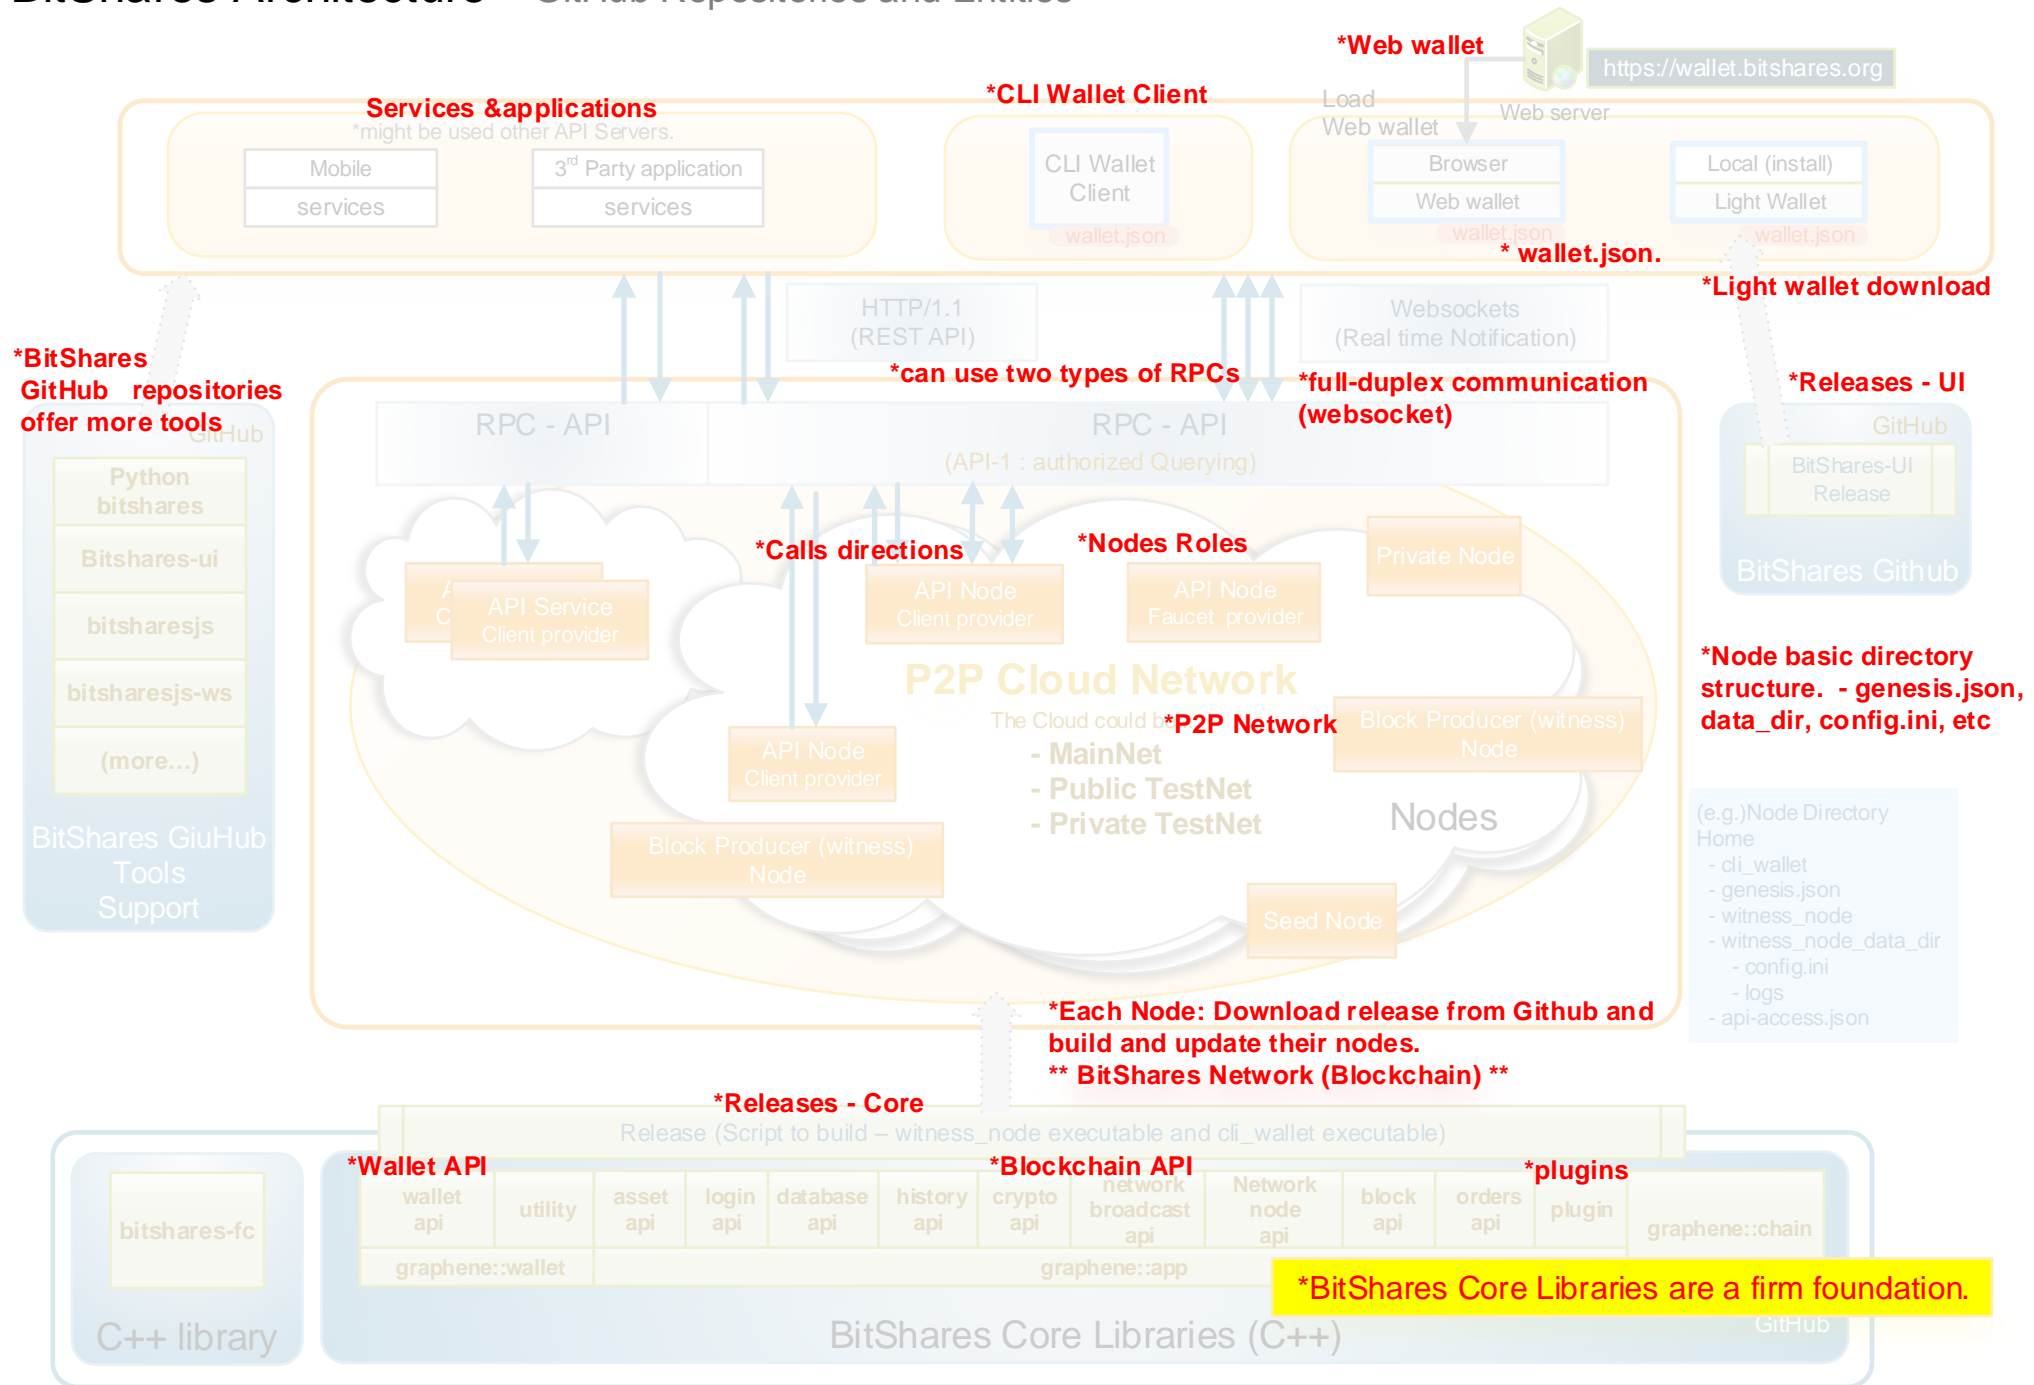 BitShares Architecture - GitHub Repositories and Entities
*Web wallet
https://wallet.bitshares.org
Web server
Load
Web wallet
Services &applications
*might be used other API Servers.
Mobile
services
3rd Party application
services
*CLI Wallet Client
CLI Wallet
Client
wallet.json
Browser
Web wallet
wallet.json
Local (install)
Light Wallet
wallet.json
* wallet.json.
*Light wallet download
HTTP/1.1
(REST API)
Websockets
(Real time Notification)
*BitShares
GitHub repositories
offer more tools
GitHub
Python
bitshares
Bitshares-ui
bitsharesjs
bitsharesjs-ws
(more...)
BitShares GiuHub
Tools
Support
*can use two types of RPCs
*full-duplex communication
(websocket)
RPC - API
RPC - API
(API-1 : authorized Querying)
*Releases - UI
GitHub
BitShares-UI
Release
BitShares Github
*Calls directions
*Nodes Roles
Private Node
API Service
Client provider
API Node
Client provider
API Node
Faucet provider
P2P Cloud Network
The Cloud could
*P2P Network
- MainNet
- Public TestNet
- Private TestNet
API Node
Client provider
Block Producer (witness)
Node
Block Producer (witness)
Node
Nodes
Seed Node
*Node basic directory
structure. - genesis.json,
data_dir, config.ini, etc
(e.g.)Node Directory
Home
- cli_wallet
- genesis.json
- witness_node
- witness_node_data_dir
- config.ini
- logs
- api-access.json
*Each Node: Download release from Github and
build and update their nodes.
** BitShares Network (Blockchain) **
*Releases - Core
Release (Script to build – witness_node executable and cli_wallet executable)
*Wallet API
*Blockchain API
*plugins
bitshares-fc
C++ library
wallet
api
utility
asset
api
login
api
database
api
history
api
crypto
api
network
broadcast
api
Network
node
api
block
api
orders
api
plugin
graphene::chain
graphene::wallet
graphene::app
*BitShares Core Libraries are a firm foundation.
BitShares Core Libraries (C++)
GitHub